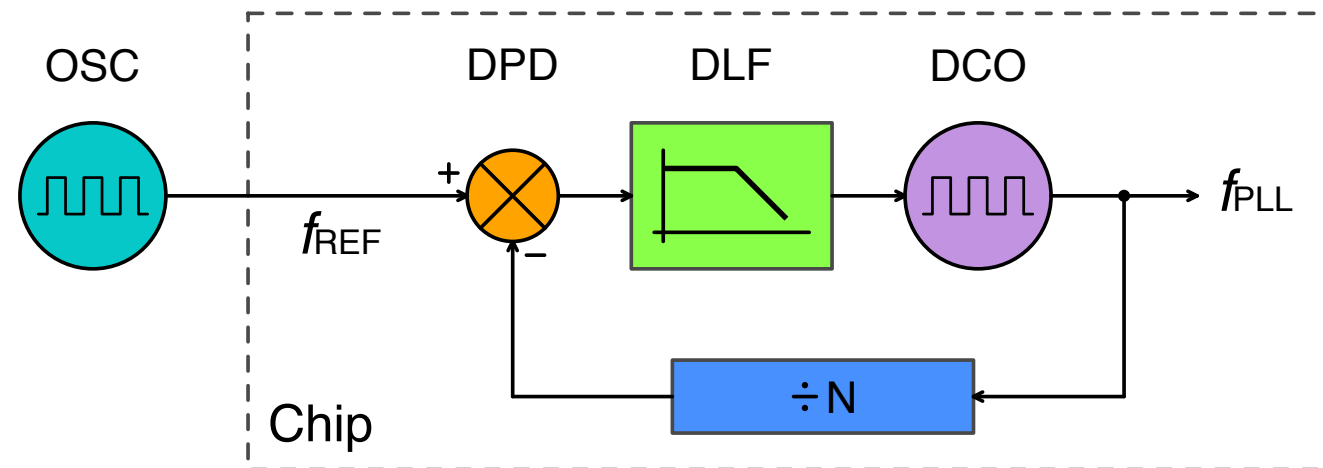 OSC
DPD
DLF
DCO
+
−
fREF
fPLL
÷N
Chip